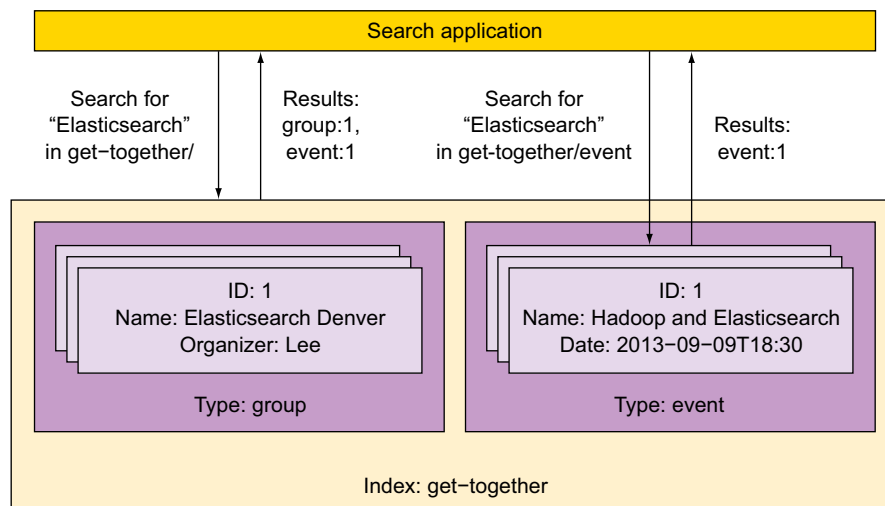 Search application
Search for
“Elasticsearch”
in get−together/
Results:
group:1,
event:1
Search for
“Elasticsearch”
in get-together/event
Results:
event:1
ID: 1
Name: Elasticsearch Denver
Organizer: Lee
Type: group
ID: 1
Name: Hadoop and Elasticsearch
Date: 2013−09−09T18:30
Type: event
Index: get−together